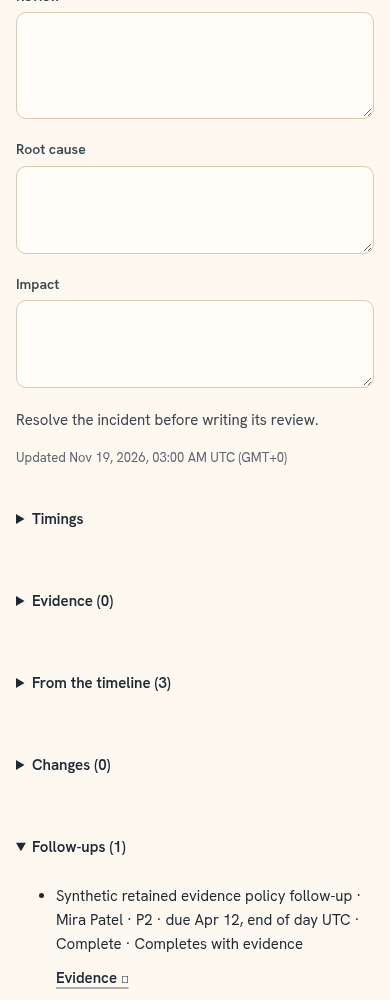 Review
Root cause
Impact
Resolve the incident before writing its review.
Updated Nov 19, 2026, 03:00 AM UTC (GMT+0)
Timings
Evidence (0)
From the timeline (3)
Changes (0)
Follow-ups (1)
Synthetic retained evidence policy follow-up ·
Mira Patel · P2 · due Apr 12, end of day UTC ·
Complete · Completes with evidence
Evidence